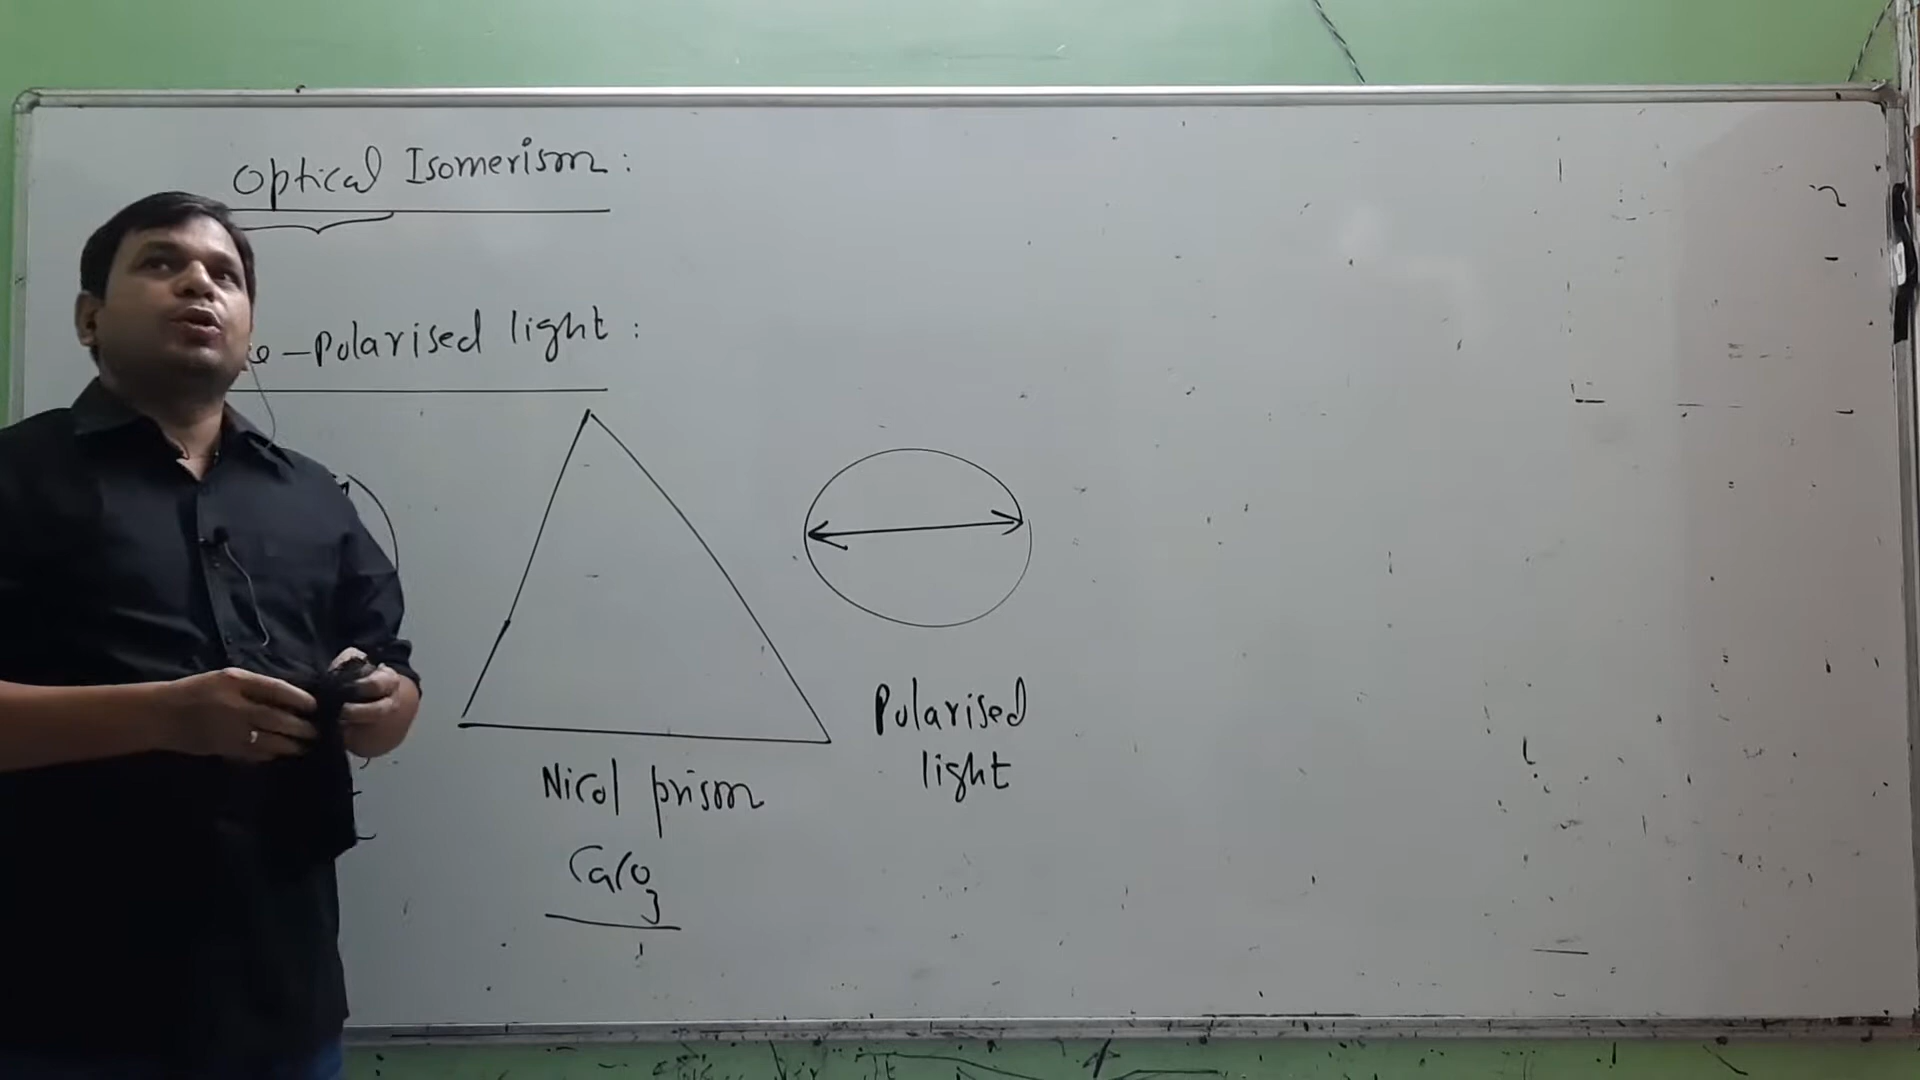 Optical Isomerism :
e-Polarised light :
Polarised
light
Nicol prism
CaCO3